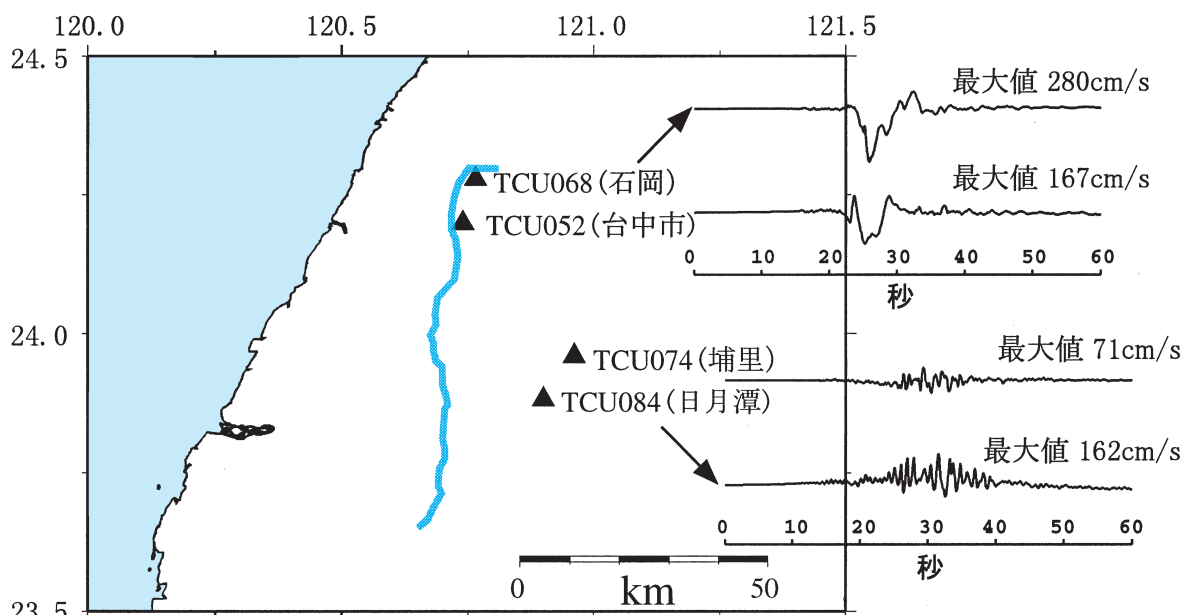 120.0 120.5 121.0 121.5
24.5
最大値 280cm/s
TCU068(石岡)
最大値 167cm/s
TCU052(台中市)
0 10 20 30 40 50 60
秒
24.0
最大値 71cm/s
TCU074(埔里)
TCU084(日月潭)
最大値 162cm/s
0 10 20 30 40 50 60
秒
0 km 50
23.5